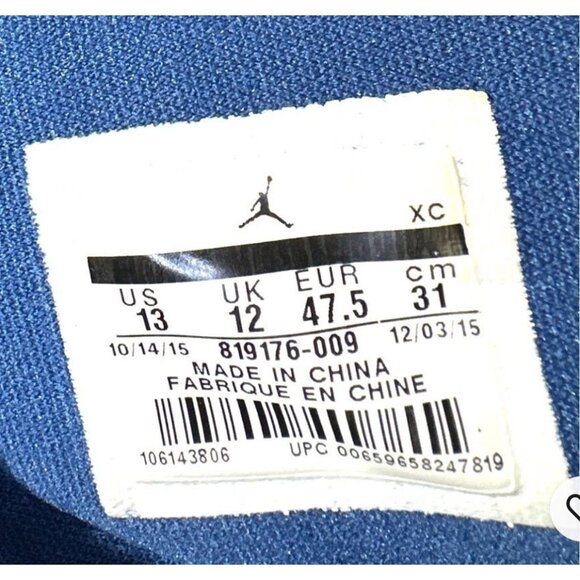 XC
US UK EUR cm
13 12 47.5 31
10/14/15 819176-009 12/03/15
MADE IN CHINA
FABRIQUE EN CHINE
106143806 UPC 00659658247819